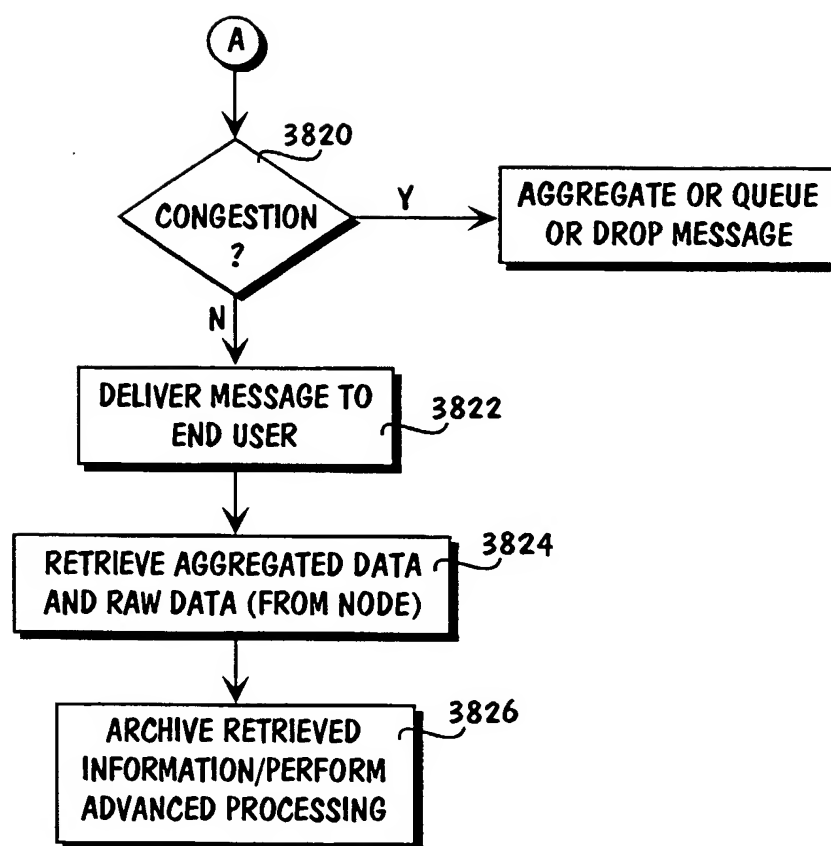 A
3820
CONGESTION
?
Y
AGGREGATE OR QUEUE
OR DROP MESSAGE
N
DELIVER MESSAGE TO
END USER
3822
RETRIEVE AGGREGATED DATA
AND RAW DATA (FROM NODE)
3824
ARCHIVE RETRIEVED
INFORMATION/PERFORM
ADVANCED PROCESSING
3826